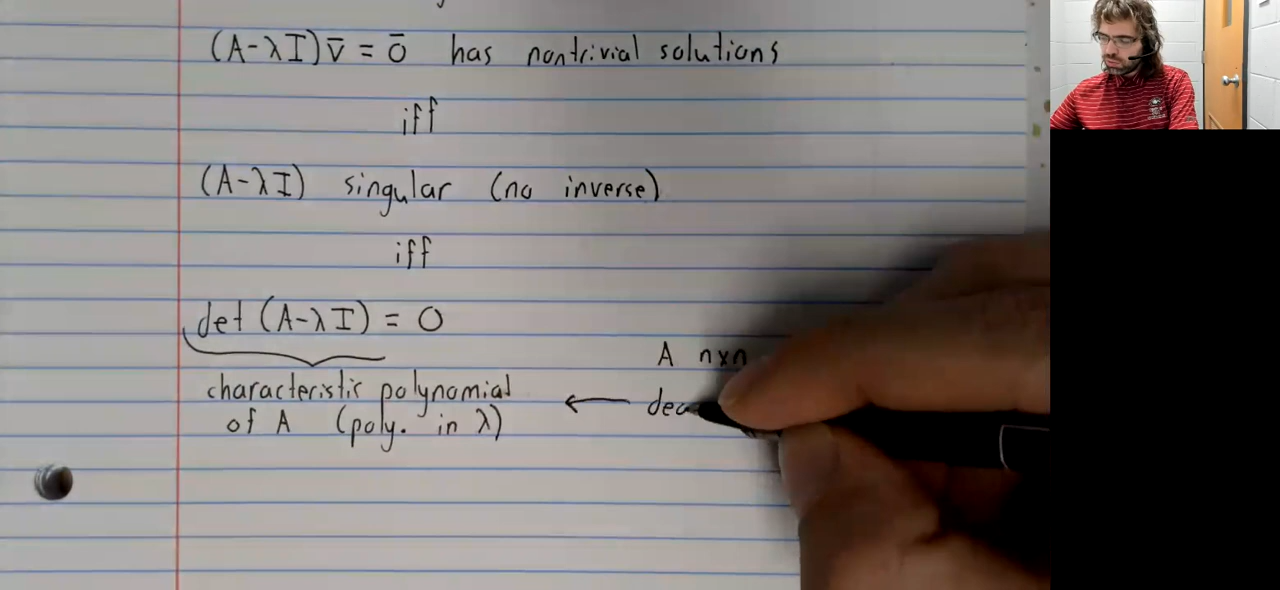 (A-λI)v̄ = ō has nontrivial solutions
iff
(A-λI) singular (no inverse)
iff
det (A-λI) = 0
A nxn
characteristic polynomial ←
of A (poly. in λ)